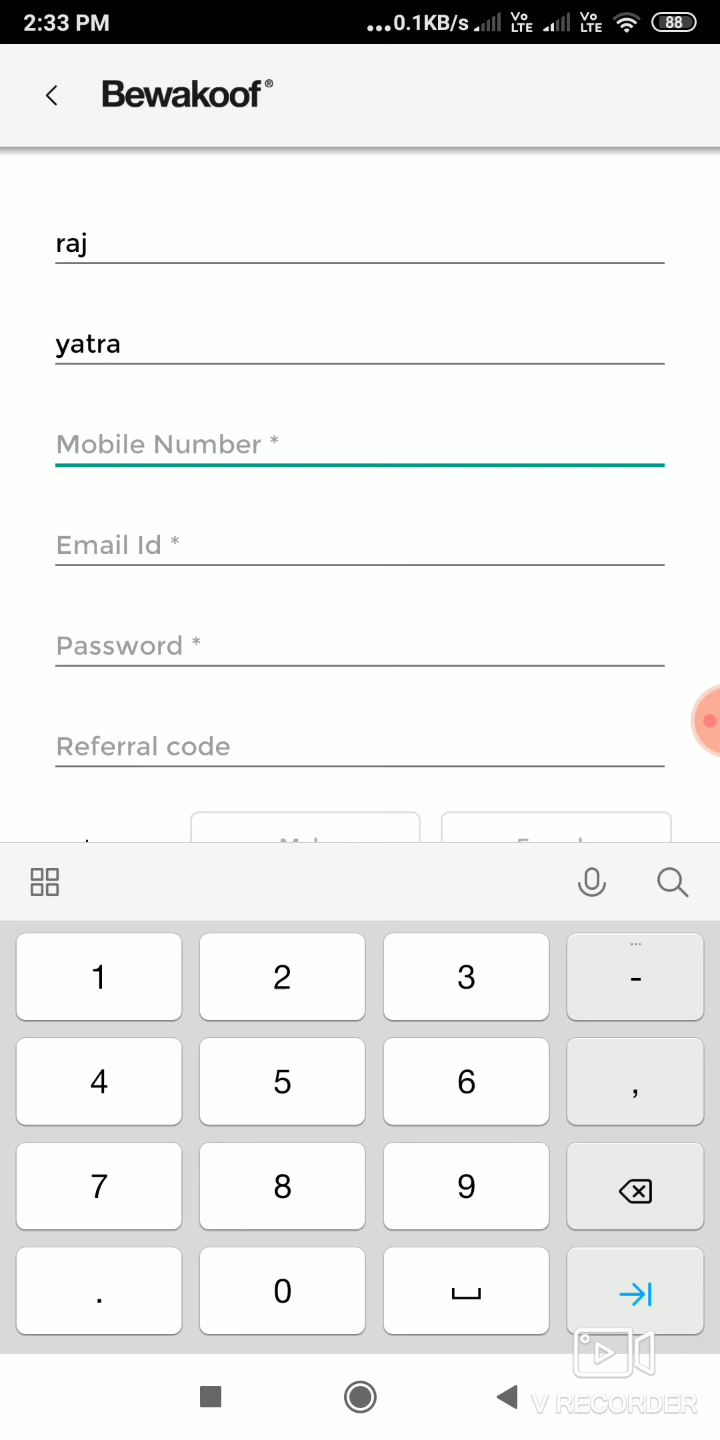 2:33 PM ...0.1KB/s Vo LTE Vo LTE 88
Bewakoof®
raj
yatra
Mobile Number *
Email Id *
Password *
Referral code
1 2 3 -
4 5 6 ,
7 8 9
. 0
V RECORDER